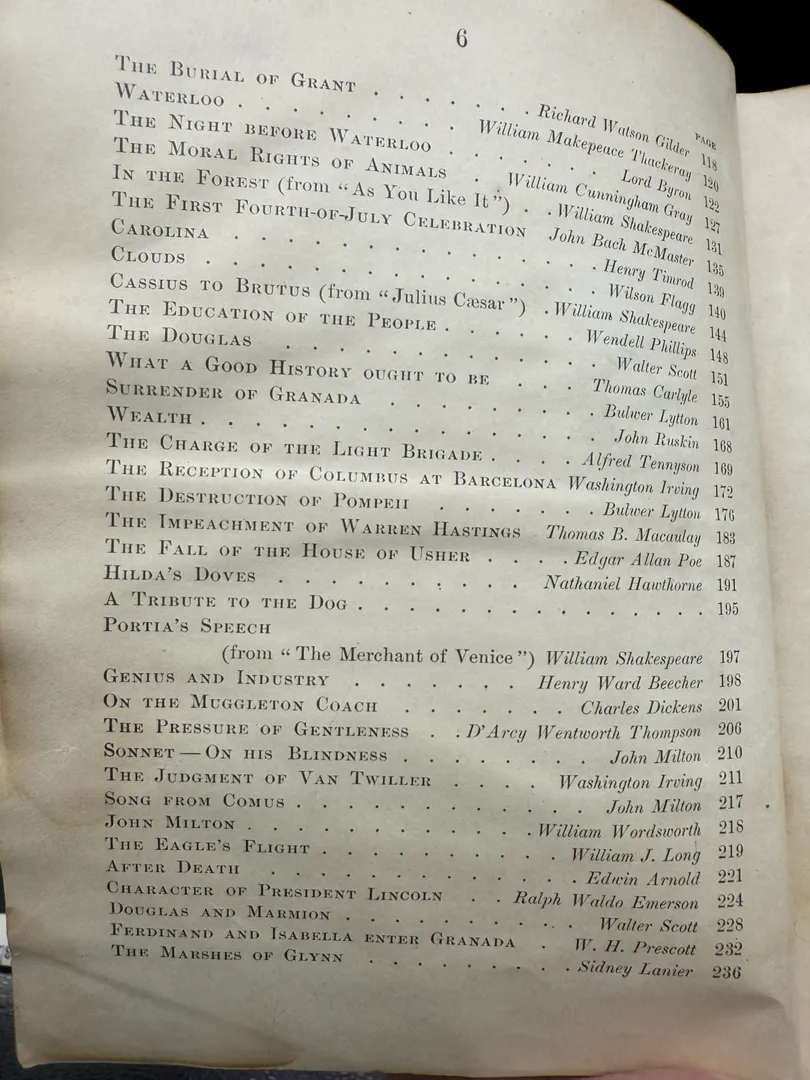 6
PAGE
The Burial of Grant . . . . . . Richard Watson Gilder 118
Waterloo . . . . . . . William Makepeace Thackeray 120
The Night before Waterloo . . . . . . Lord Byron 122
The Moral Rights of Animals . . William Cunningham Gray 127
In the Forest (from “As You Like It”) . . William Shakespeare 131
The First Fourth-of-July Celebration John Bach McMaster 135
Carolina . . . . . . . . . . . Henry Timrod 139
Clouds . . . . . . . . . . . Wilson Flagg 140
Cassius to Brutus (from “Julius Cæsar”) . William Shakespeare 144
The Education of the People . . . . . Wendell Phillips 148
The Douglas . . . . . . . . . . Walter Scott 151
What a Good History ought to be . . . Thomas Carlyle 155
Surrender of Granada . . . . . . . Bulwer Lytton 161
Wealth . . . . . . . . . . . . John Ruskin 168
The Charge of the Light Brigade . . . . Alfred Tennyson 169
The Reception of Columbus at Barcelona Washington Irving 172
The Destruction of Pompeii . . . . . . Bulwer Lytton 176
The Impeachment of Warren Hastings Thomas B. Macaulay 183
The Fall of the House of Usher . . . . Edgar Allan Poe 187
Hilda’s Doves . . . . . . . . . Nathaniel Hawthorne 191
A Tribute to the Dog . . . . . . . . . . . . . . . 195
Portia’s Speech
(from “The Merchant of Venice”) William Shakespeare 197
Genius and Industry . . . . . . . Henry Ward Beecher 198
On the Muggleton Coach . . . . . . Charles Dickens 201
The Pressure of Gentleness . . D’Arcy Wentworth Thompson 206
Sonnet — On his Blindness . . . . . . . . John Milton 210
The Judgment of Van Twiller . . . . Washington Irving 211
Song from Comus . . . . . . . . . . . . John Milton 217
John Milton . . . . . . . . . . . . William Wordsworth 218
The Eagle’s Flight . . . . . . . . . . William J. Long 219
After Death . . . . . . . . . . . . Edwin Arnold 221
Character of President Lincoln . . Ralph Waldo Emerson 224
Douglas and Marmion . . . . . . . . . . Walter Scott 228
Ferdinand and Isabella enter Granada . W. H. Prescott 232
The Marshes of Glynn . . . . . . . . . Sidney Lanier 236